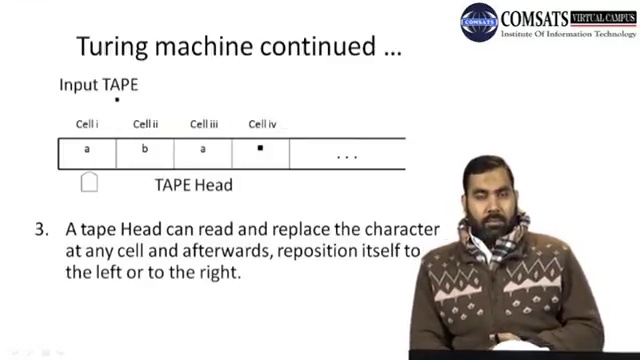 COMSATS VIRTUAL CAMPUS
Institute Of Information Technology
Turing machine continued ...
Input TAPE
Cell i Cell ii Cell iii Cell iv
a b a ■ . . .
TAPE Head
3. A tape Head can read and replace the character
at any cell and afterwards, reposition itself to
the left or to the right.